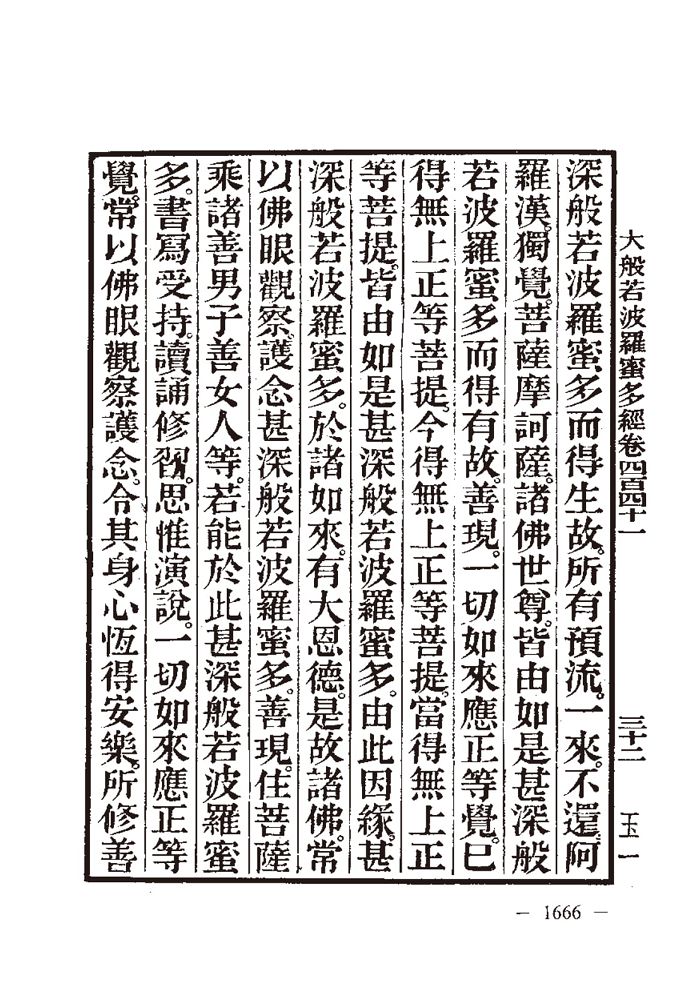 大般若波羅蜜多經卷四百四十一 三十二 玉一
深般若波羅蜜多而得生故。所有預流。一來。不還。阿
羅漢。獨覺。菩薩摩訶薩。諸佛世尊。皆由如是甚深般
若波羅蜜多而得有故。善現。一切如來應正等覺。已
得無上正等菩提。今得無上正等菩提。當得無上正
等菩提。皆由如是甚深般若波羅蜜多。由此因緣。甚
深般若波羅蜜多。於諸如來。有大恩德。是故諸佛。常
以佛眼觀察。護念甚深般若波羅蜜多。善現。住菩薩
乘諸善男子善女人等。若能於此甚深般若波羅蜜
多。書寫受持。讀誦修習。思惟演說。一切如來應正等
覺。常以佛眼觀察護念。令其身心恆得安樂。所修善
— 1666 —